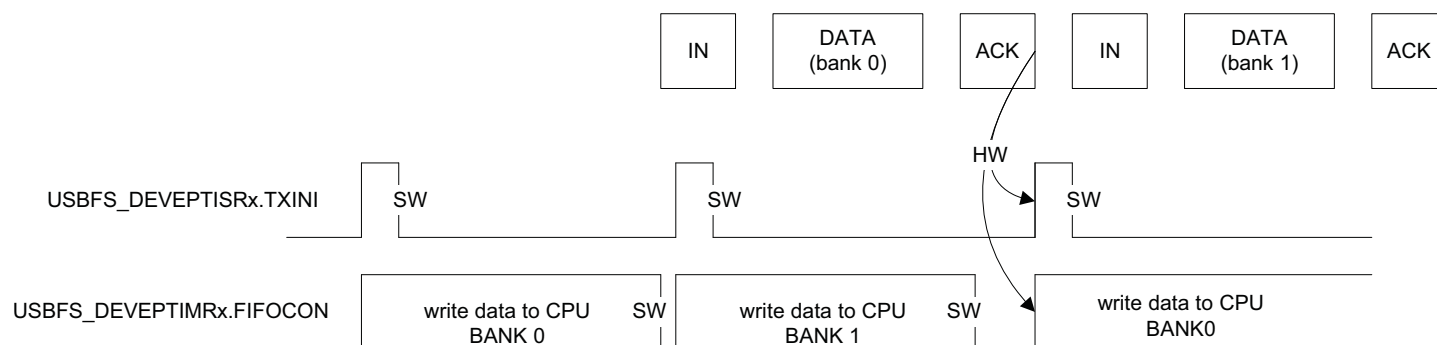 IN
DATA
(bank 0)
ACK
IN
DATA
(bank 1)
ACK
HW
USBFS_DEVEPTISRx.TXINI
SW
SW
SW
USBFS_DEVEPTIMRx.FIFOCON
write data to CPU
BANK 0
SW
write data to CPU
BANK 1
SW
write data to CPU
BANK0